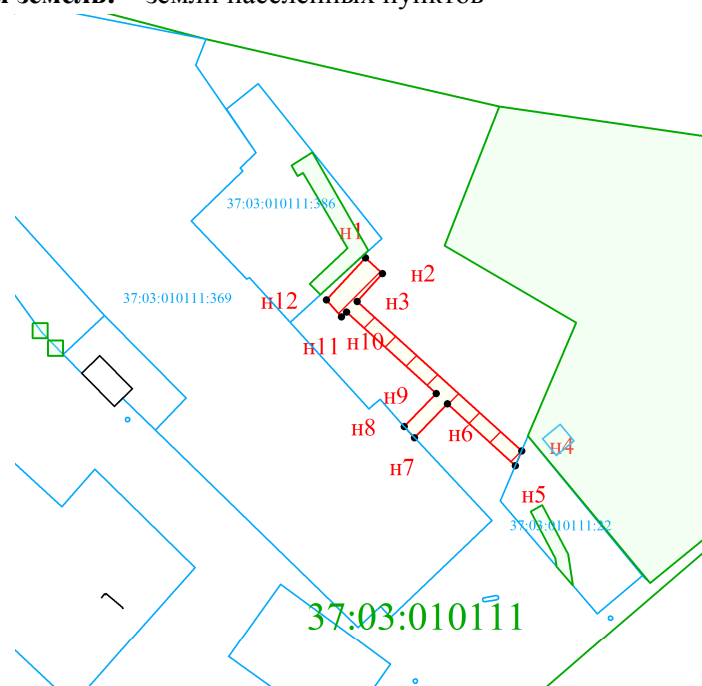 земель: земли населенных пунктов
37:03:010111:386
н1
н2
37:03:010111:369
н12
н3
н11
н10
н9
н8
н6
н7
н4
н5
37:03:010111:22
37:03:010111